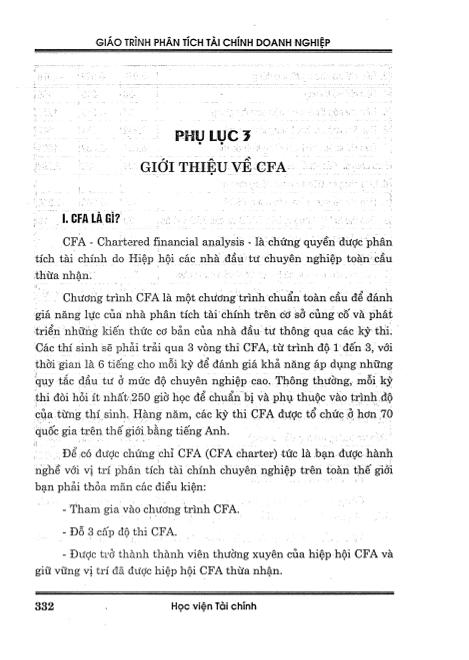 GIÁO TRÌNH PHÂN TÍCH TÀI CHÍNH DOANH NGHIỆP
PHỤ LỤC 3
GIỚI THIỆU VỀ CFA
I. CFA LÀ GÌ?
CFA - Chartered financial analysis - là chứng quyền được phân
tích tài chính do Hiệp hội các nhà đầu tư chuyên nghiệp toàn cầu
thừa nhận.
Chương trình CFA là một chương trình chuẩn toàn cầu để đánh
giá năng lực của nhà phân tích tài chính trên cơ sở củng cố và phát
triển những kiến thức cơ bản của nhà đầu tư thông qua các kỳ thi.
Các thí sinh sẽ phải trải qua 3 vòng thi CFA, từ trình độ 1 đến 3, với
thời gian là 6 tiếng cho mỗi kỳ để đánh giá khả năng áp dụng những
quy tắc đầu tư ở mức độ chuyên nghiệp cao. Thông thường, mỗi kỳ
thi đòi hỏi ít nhất 250 giờ học để chuẩn bị và phụ thuộc vào trình độ
của từng thí sinh. Hàng năm, các kỳ thi CFA được tổ chức ở hơn 70
quốc gia trên thế giới bằng tiếng Anh.
Để có được chứng chỉ CFA (CFA charter) tức là bạn được hành
nghề với vị trí phân tích tài chính chuyên nghiệp trên toàn thế giới
bạn phải thỏa mãn các điều kiện:
- Tham gia vào chương trình CFA.
- Đỗ 3 cấp độ thi CFA.
- Được trở thành thành viên thường xuyên của hiệp hội CFA và
giữ vững vị trí đã được hiệp hội CFA thừa nhận.
332 Học viện Tài chính